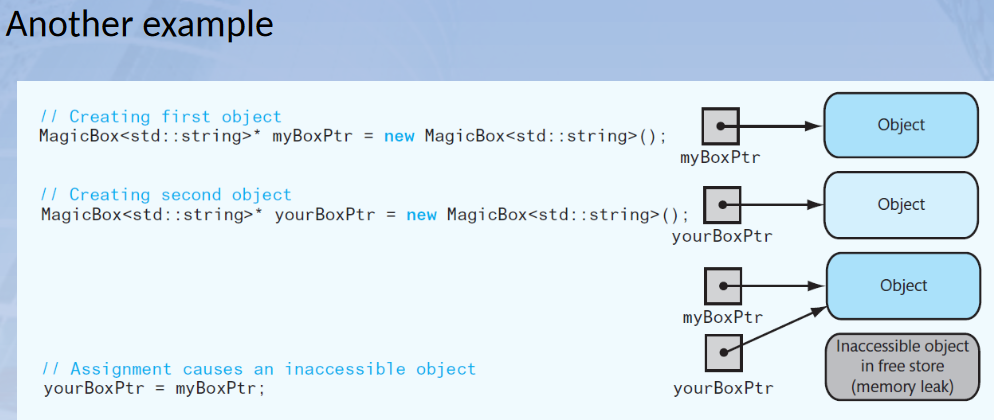 Another example
// Creating first object
MagicBox<std::string>* myBoxPtr = new MagicBox<std::string>();
myBoxPtr
Object
// Creating second object
MagicBox<std::string>* yourBoxPtr = new MagicBox<std::string>();
yourBoxPtr
Object
myBoxPtr
Object
// Assignment causes an inaccessible object
yourBoxPtr = myBoxPtr;
yourBoxPtr
Inaccessible object
in free store
(memory leak)